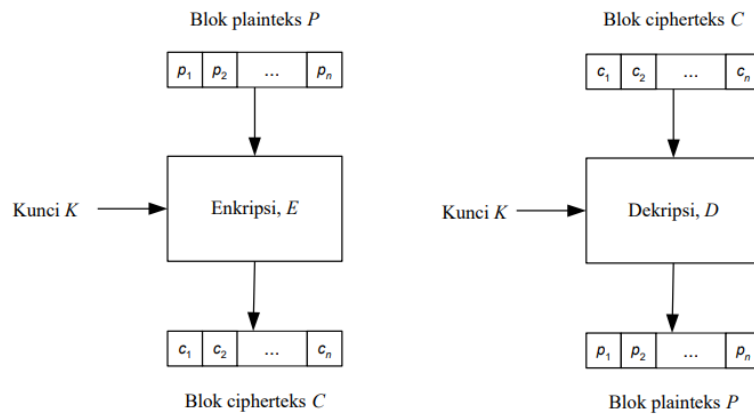 Blok plainteks P
p1 p2 ... pn
Kunci K
Enkripsi, E
c1 c2 ... cn
Blok cipherteks C
Blok cipherteks C
c1 c2 ... cn
Kunci K
Dekripsi, D
p1 p2 ... pn
Blok plainteks P